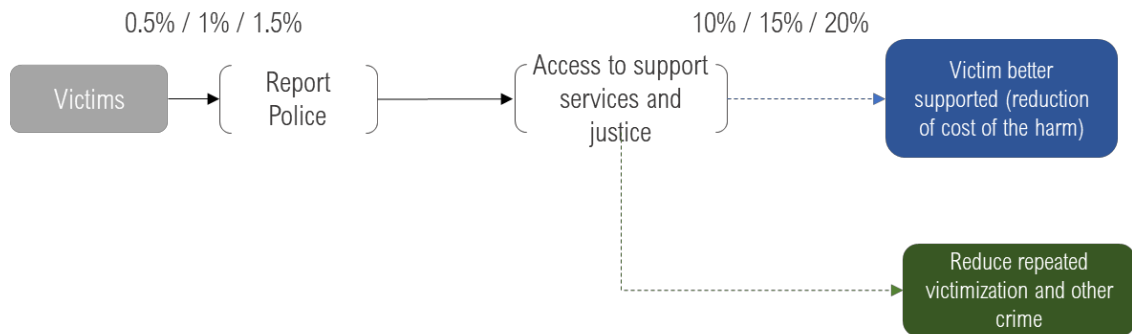 0.5% / 1% / 1.5%
10% / 15% / 20%
Victims
Report
Police
Access to support
services and
justice
Victim better
supported (reduction
of cost of the harm)
Reduce repeated
victimization and other
crime